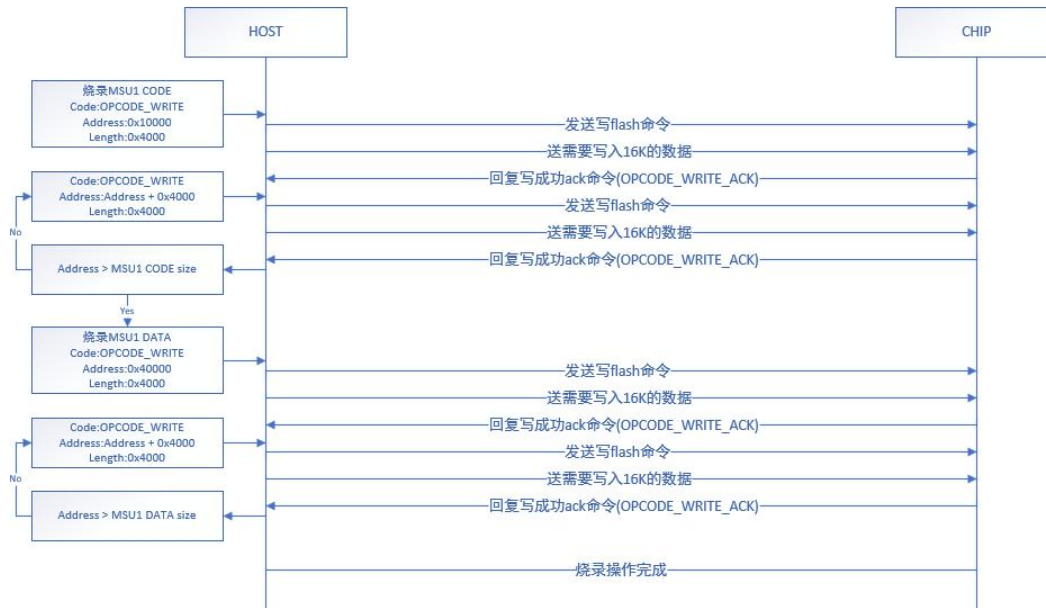 HOST
CHIP
烧录MSU1 CODE
Code:OPCODE_WRITE
Address:0x10000
Length:0x4000
发送写flash命令
送需要写入16K的数据
回复写成功ack命令(OPCODE_WRITE_ACK)
Code:OPCODE_WRITE
Address:Address + 0x4000
Length:0x4000
发送写flash命令
No
送需要写入16K的数据
回复写成功ack命令(OPCODE_WRITE_ACK)
Address > MSU1 CODE size
Yes
烧录MSU1 DATA
Code:OPCODE_WRITE
Address:0x40000
Length:0x4000
发送写flash命令
送需要写入16K的数据
回复写成功ack命令(OPCODE_WRITE_ACK)
Code:OPCODE_WRITE
Address:Address + 0x4000
Length:0x4000
发送写flash命令
No
送需要写入16K的数据
回复写成功ack命令(OPCODE_WRITE_ACK)
Address > MSU1 DATA size
烧录操作完成